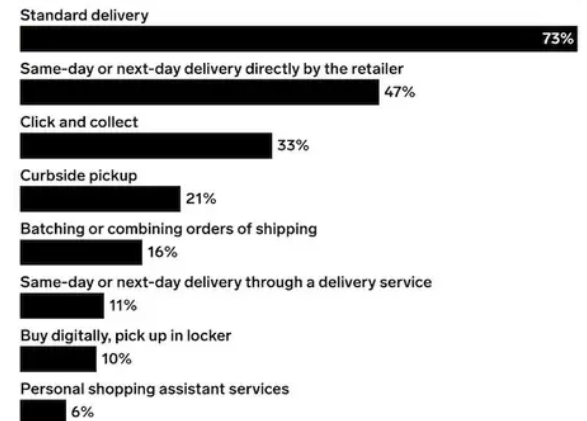 Standard delivery
73%
Same-day or next-day delivery directly by the retailer
47%
Click and collect
33%
Curbside pickup
21%
Batching or combining orders of shipping
16%
Same-day or next-day delivery through a delivery service
11%
Buy digitally, pick up in locker
10%
Personal shopping assistant services
6%